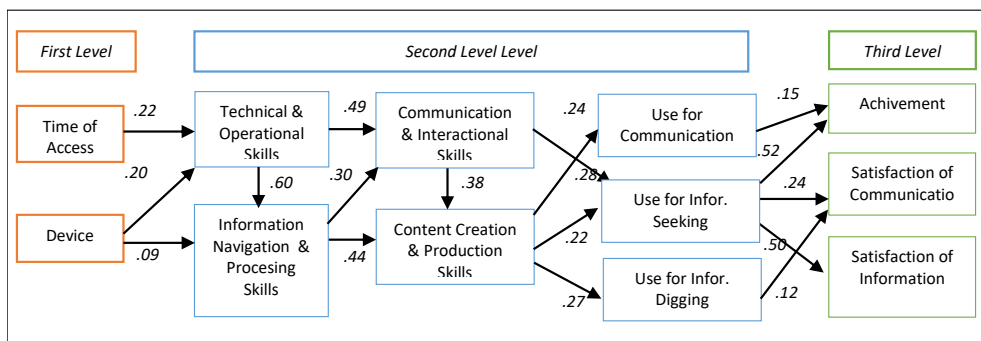 First Level
Second Level Level
Third Level
Time of
Access
Device
.22
.20
.09
Technical &
Operational
Skills
.60
Information
Navigation &
Procesing
Skills
.49
.30
.44
Communication
& Interactional
Skills
.38
Content Creation
& Production
Skills
.24
.28
.22
.27
Use for
Communication
Use for Infor.
Seeking
Use for Infor.
Digging
.15
.52
.24
.50
.12
Achivement
Satisfaction of
Communicatio
Satisfaction of
Information